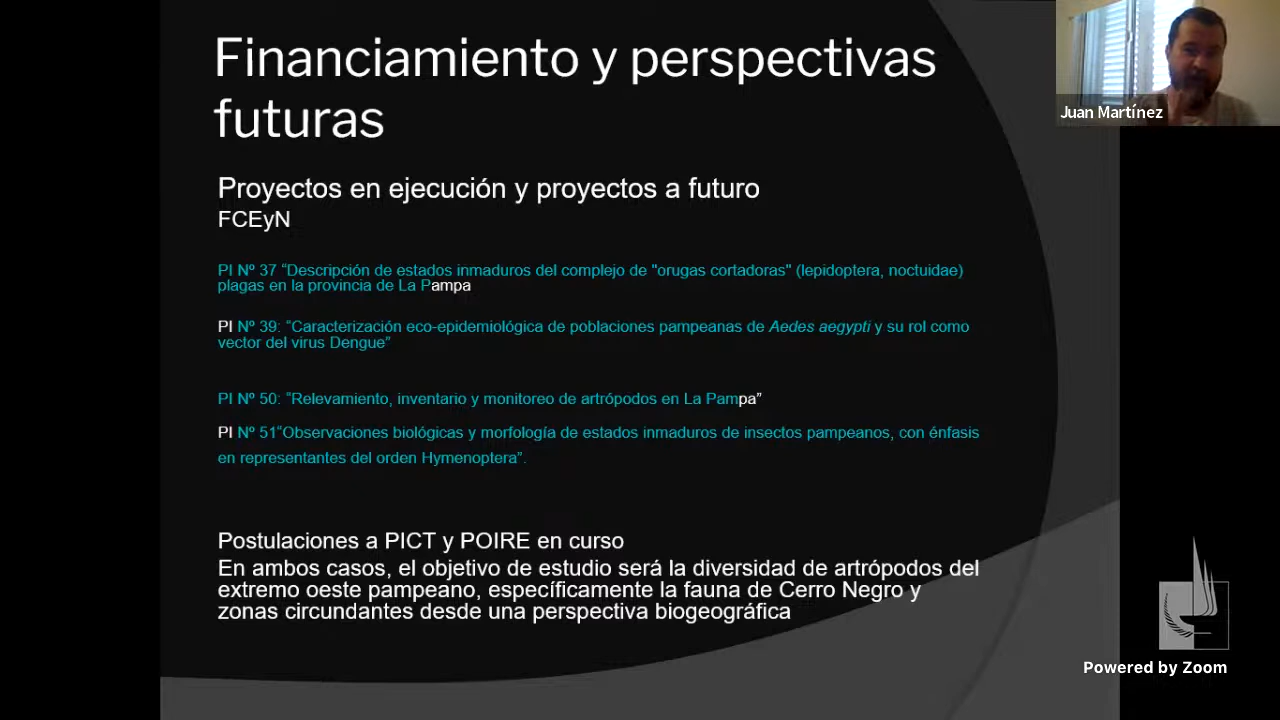 Financiamiento y perspectivas
futuras
Juan Martínez
Proyectos en ejecución y proyectos a futuro
FCEyN
PI Nº 37 “Descripción de estados inmaduros del complejo de "orugas cortadoras" (lepidoptera, noctuidae)
plagas en la provincia de La Pampa
PI Nº 39: “Caracterización eco-epidemiológica de poblaciones pampeanas de Aedes aegypti y su rol como
vector del virus Dengue”
PI Nº 50: “Relevamiento, inventario y monitoreo de artrópodos en La Pampa”
PI Nº 51“Observaciones biológicas y morfología de estados inmaduros de insectos pampeanos, con énfasis
en representantes del orden Hymenoptera”.
Postulaciones a PICT y POIRE en curso
En ambos casos, el objetivo de estudio será la diversidad de artrópodos del
extremo oeste pampeano, específicamente la fauna de Cerro Negro y
zonas circundantes desde una perspectiva biogeográfica
Powered by Zoom